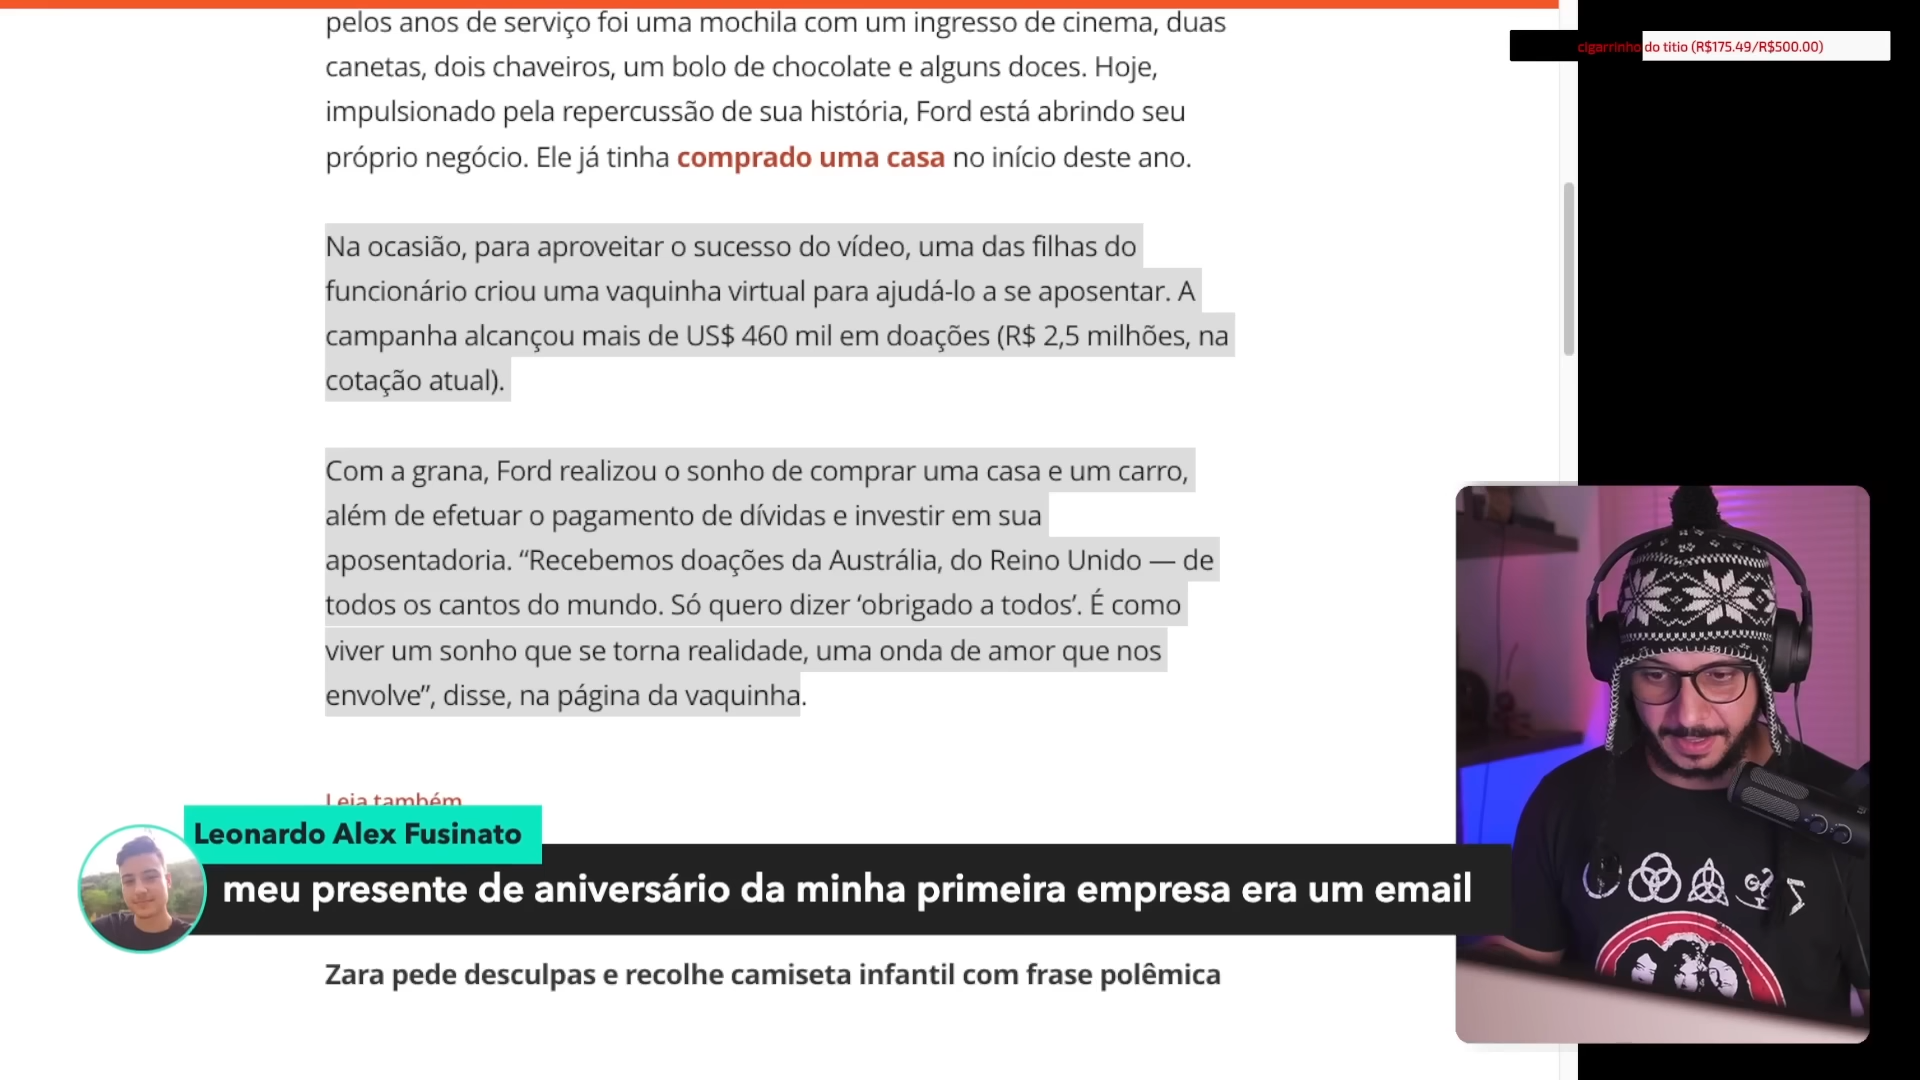 pelos anos de serviço foi uma mochila com um ingresso de cinema, duas
canetas, dois chaveiros, um bolo de chocolate e alguns doces. Hoje,
impulsionado pela repercussão de sua história, Ford está abrindo seu
próprio negócio. Ele já tinha comprado uma casa no início deste ano.
cigarrinho do titio (R$175.49/R$500.00)
Na ocasião, para aproveitar o sucesso do vídeo, uma das filhas do
funcionário criou uma vaquinha virtual para ajudá-lo a se aposentar. A
campanha alcançou mais de US$ 460 mil em doações (R$ 2,5 milhões, na
cotação atual).
Com a grana, Ford realizou o sonho de comprar uma casa e um carro,
além de efetuar o pagamento de dívidas e investir em sua
aposentadoria. “Recebemos doações da Austrália, do Reino Unido — de
todos os cantos do mundo. Só quero dizer ‘obrigado a todos’. É como
viver um sonho que se torna realidade, uma onda de amor que nos
envolve”, disse, na página da vaquinha.
Leia também
Leonardo Alex Fusinato
meu presente de aniversário da minha primeira empresa era um email
Zara pede desculpas e recolhe camiseta infantil com frase polêmica